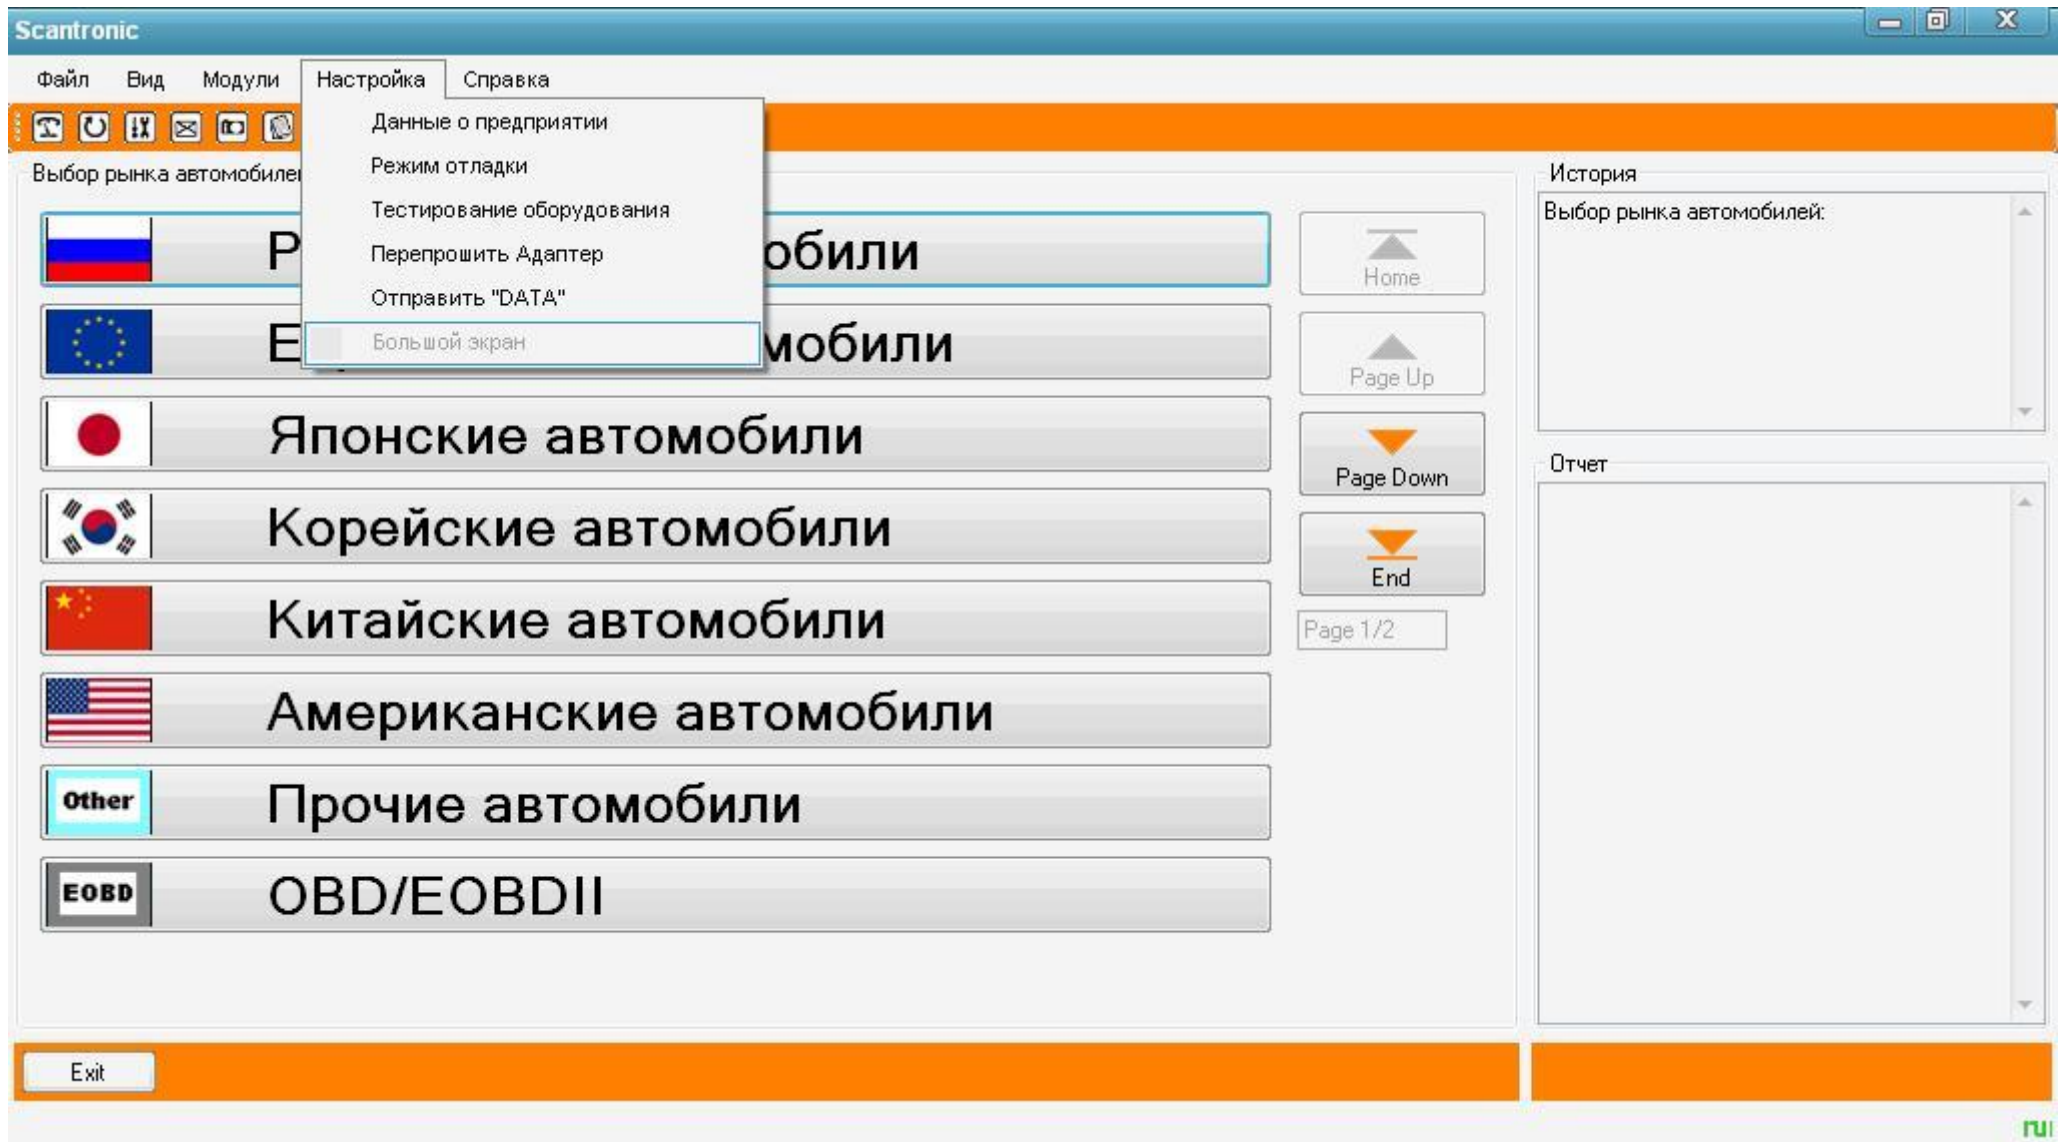 Scantronic
Файл Вид Модули Настройка Справка
Данные о предприятии
Режим отладки
Тестирование оборудования
Перепрошить Адаптер
Отправить "DATA"
Большой экран
Выбор рынка автомобилей
Р обили
Е мобили
Японские автомобили
Корейские автомобили
Китайские автомобили
Американские автомобили
Other Прочие автомобили
EOBD OBD/EOBDII
Home
Page Up
Page Down
End
Page 1/2
История
Выбор рынка автомобилей:
Отчет
Exit
ru